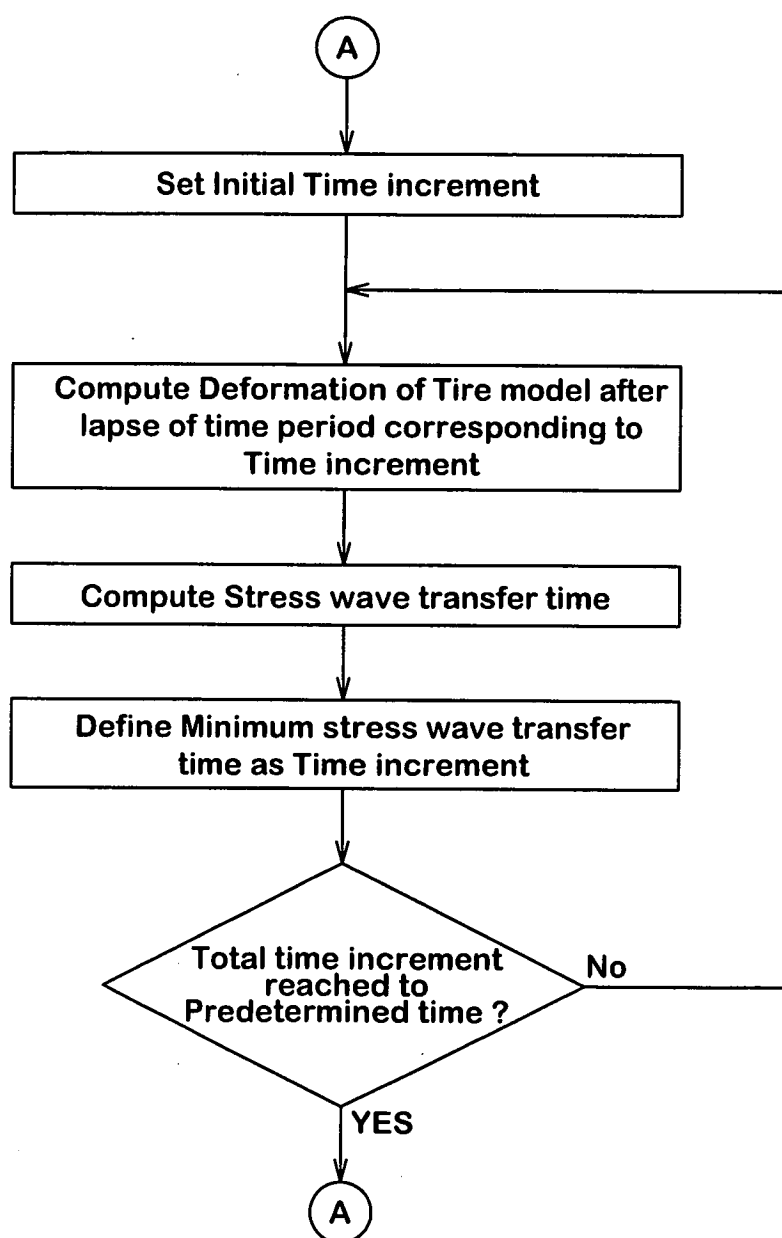 A
Set Initial Time increment
Compute Deformation of Tire model after
lapse of time period corresponding to
Time increment
Compute Stress wave transfer time
Define Minimum stress wave transfer
time as Time increment
Total time increment
reached to
Predetermined time ?
No
YES
A